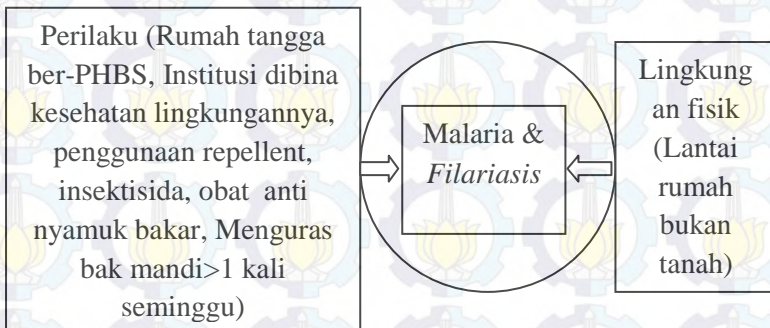 Perilaku (Rumah tangga
ber-PHBS, Institusi dibina
kesehatan lingkungannya,
penggunaan repellent,
insektisida, obat anti
nyamuk bakar, Menguras
bak mandi>1 kali
seminggu)
Malaria &
Filariasis
Lingkung
an fisik
(Lantai
rumah
bukan
tanah)